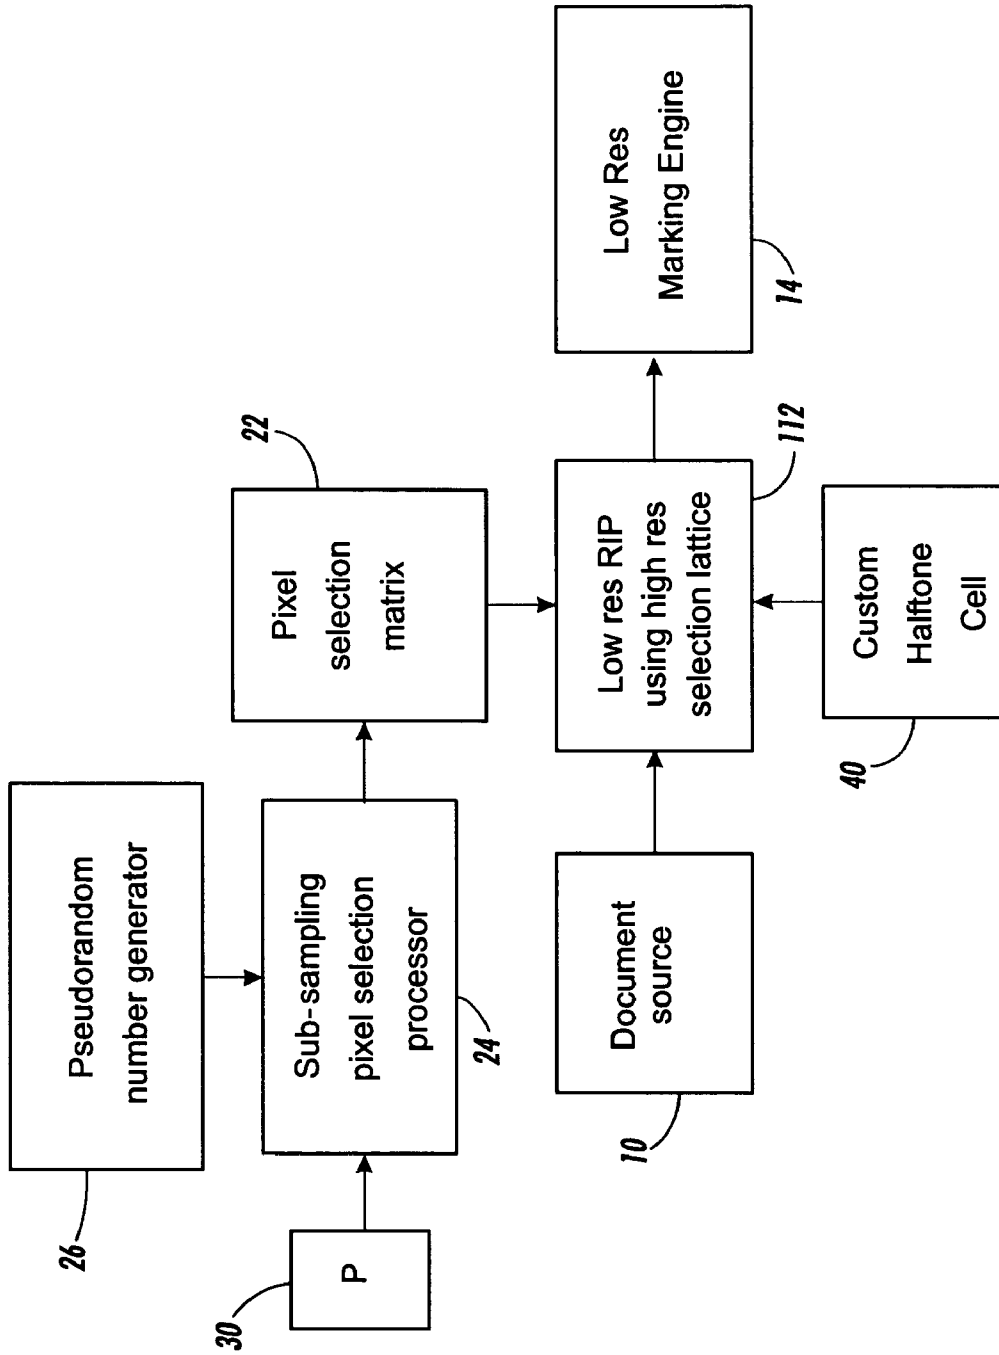 26
Pseudorandom
number generator
30
P
Sub-sampling
pixel selection
processor
24
22
Pixel
selection
matrix
10
Document
source
Low res RIP
using high res
selection lattice
112
40
Custom
Halftone
Cell
Low Res
Marking Engine
14